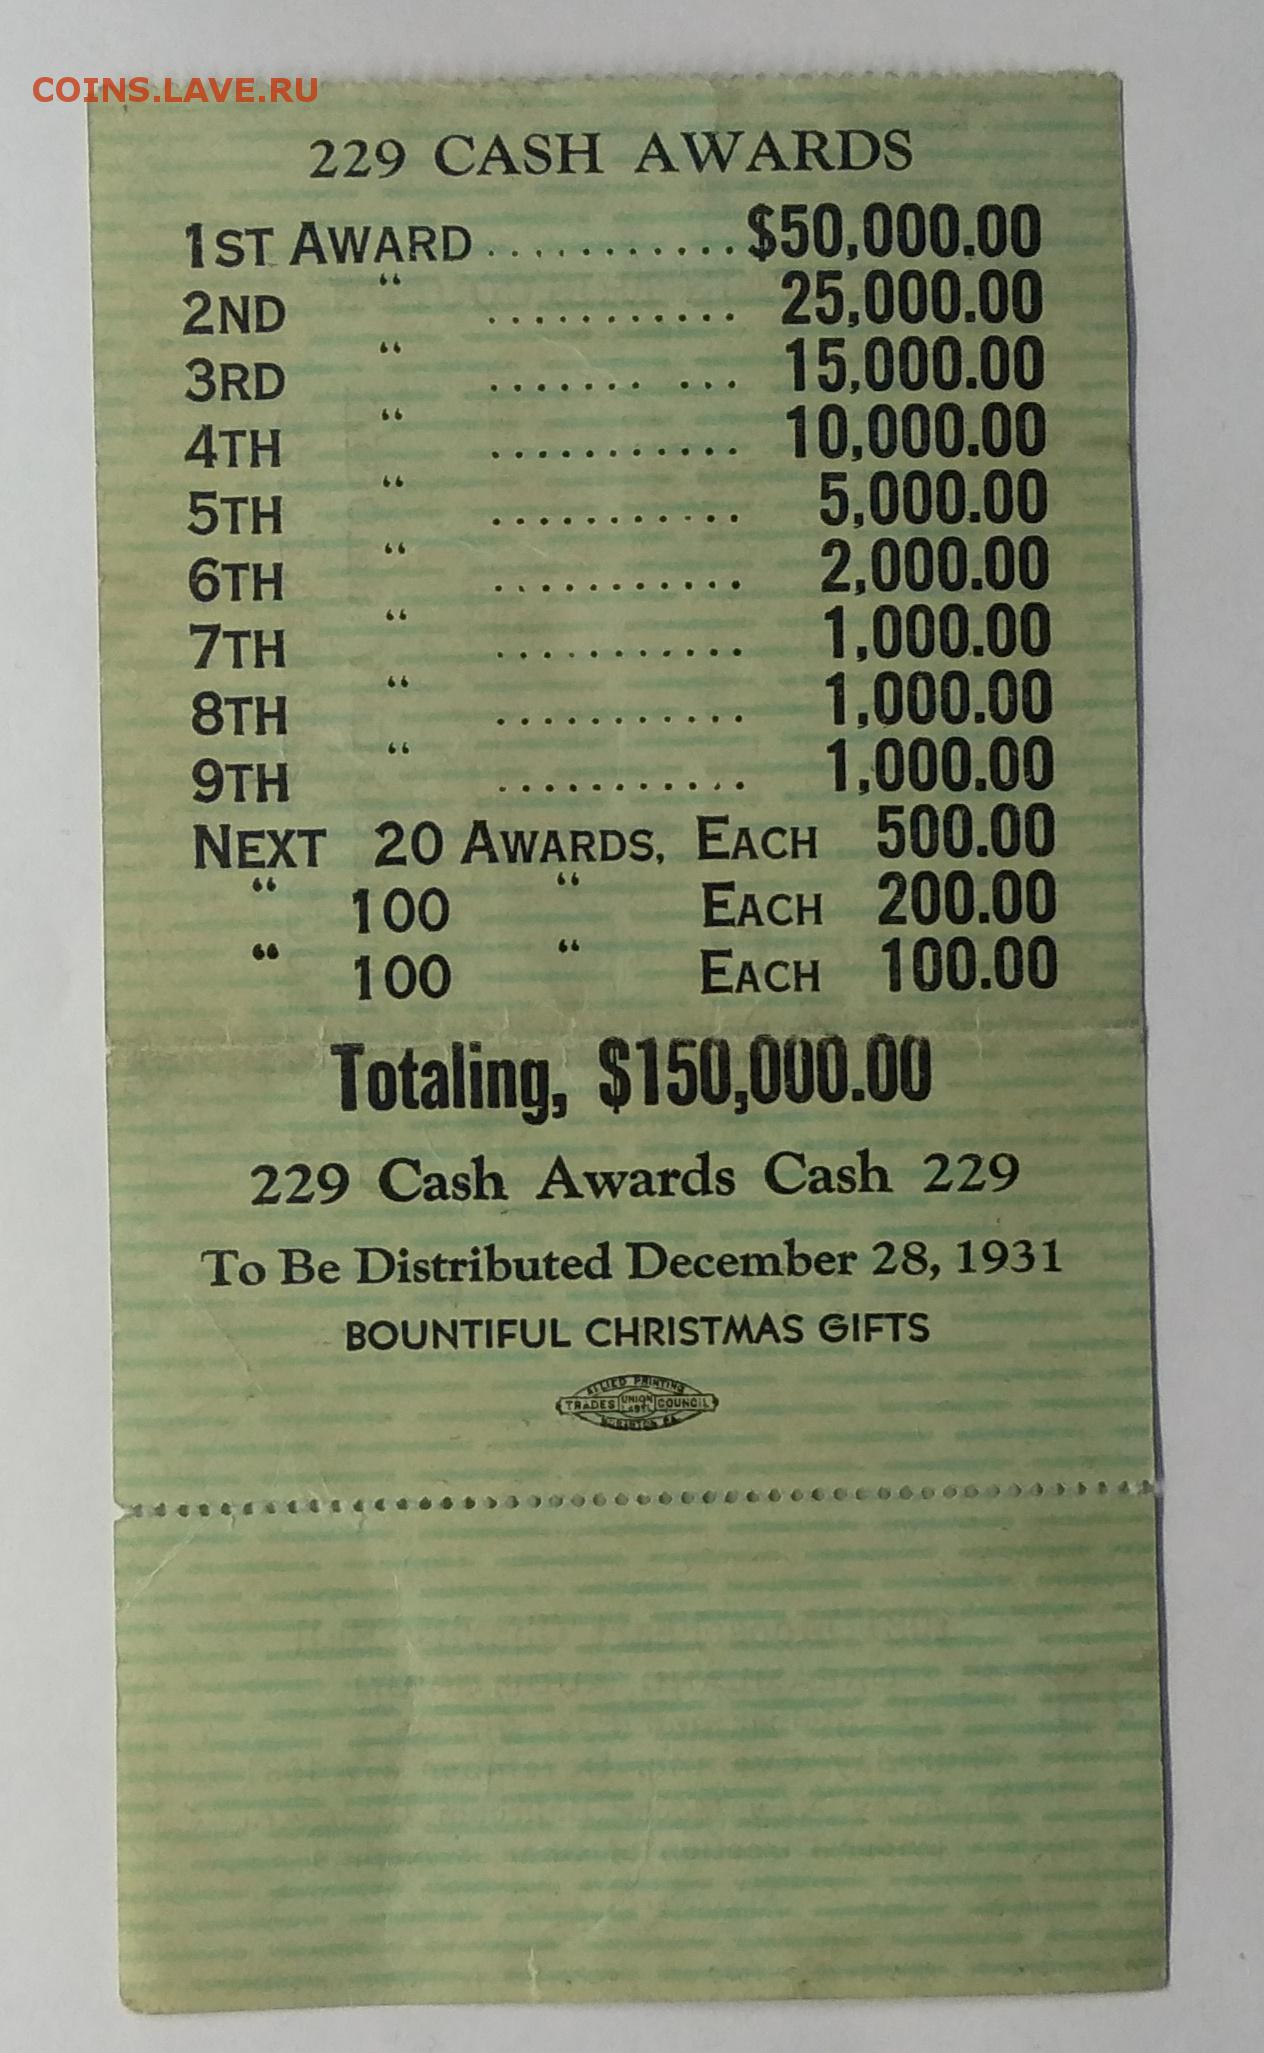 COINS.LAVE.RU
229 CASH AWARDS
1ST AWARD ........... $50,000.00
2ND “ ........... 25,000.00
3RD “ ....... ... 15,000.00
4TH “ ........... 10,000.00
5TH “ ........... 5,000.00
6TH “ ........... 2,000.00
7TH “ ........... 1,000.00
8TH “ ........... 1,000.00
9TH “ ........... 1,000.00
NEXT 20 AWARDS, EACH 500.00
“ 100 “ EACH 200.00
“ 100 “ EACH 100.00
Totaling, $150,000.00
229 Cash Awards Cash 229
To Be Distributed December 28, 1931
BOUNTIFUL CHRISTMAS GIFTS
ALLIED PRINTING
TRADES UNION LABEL COUNCIL